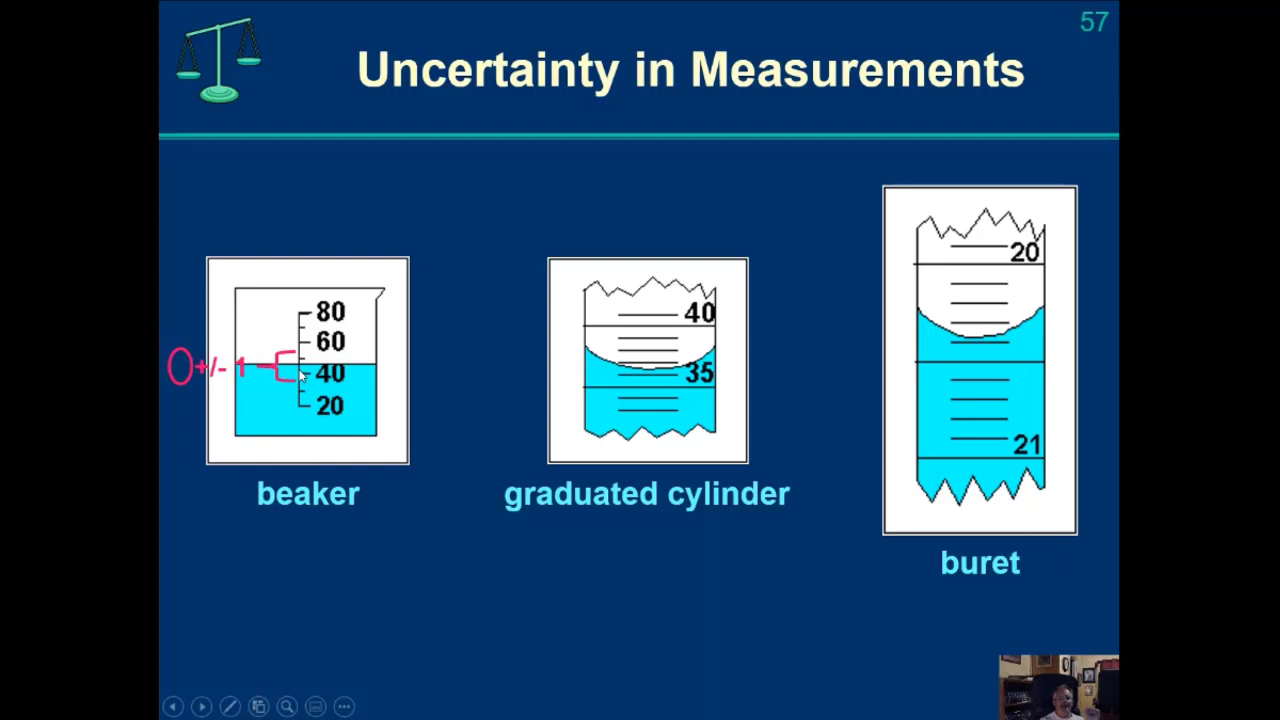 57
Uncertainty in Measurements
80
60
0+/- 1
40
20
beaker
40
35
graduated cylinder
20
21
buret